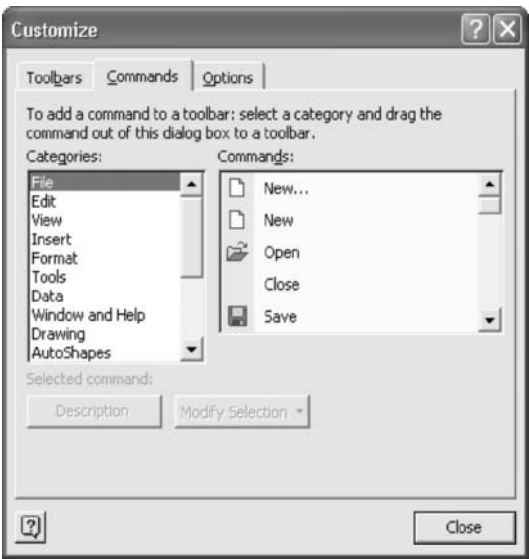 Customize
Toolbars Commands Options
To add a command to a toolbar: select a category and drag the
command out of this dialog box to a toolbar.
Categories: Commands:
File
Edit
View
Insert
Format
Tools
Data
Window and Help
Drawing
AutoShapes
New...
New
Open
Close
Save
Selected command:
Description Modify Selection
Close